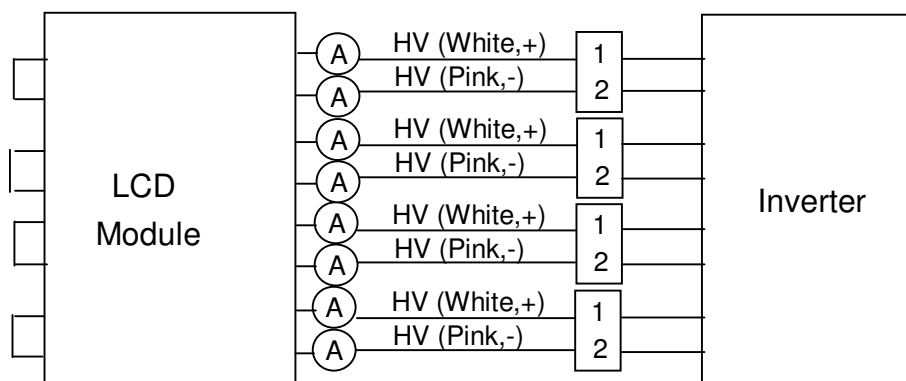 A HV (White,+) 1
A HV (Pink,-) 2
A HV (White,+) 1
A HV (Pink,-) 2
LCD
Module
A HV (White,+) 1
A HV (Pink,-) 2
Inverter
A HV (White,+) 1
A HV (Pink,-) 2